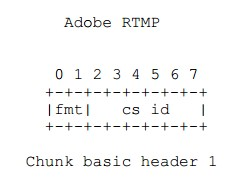 Adobe RTMP
0 1 2 3 4 5 6 7
+-+-+-+-+-+-+-+-+
|fmt|   cs id   |
+-+-+-+-+-+-+-+-+
Chunk basic header 1